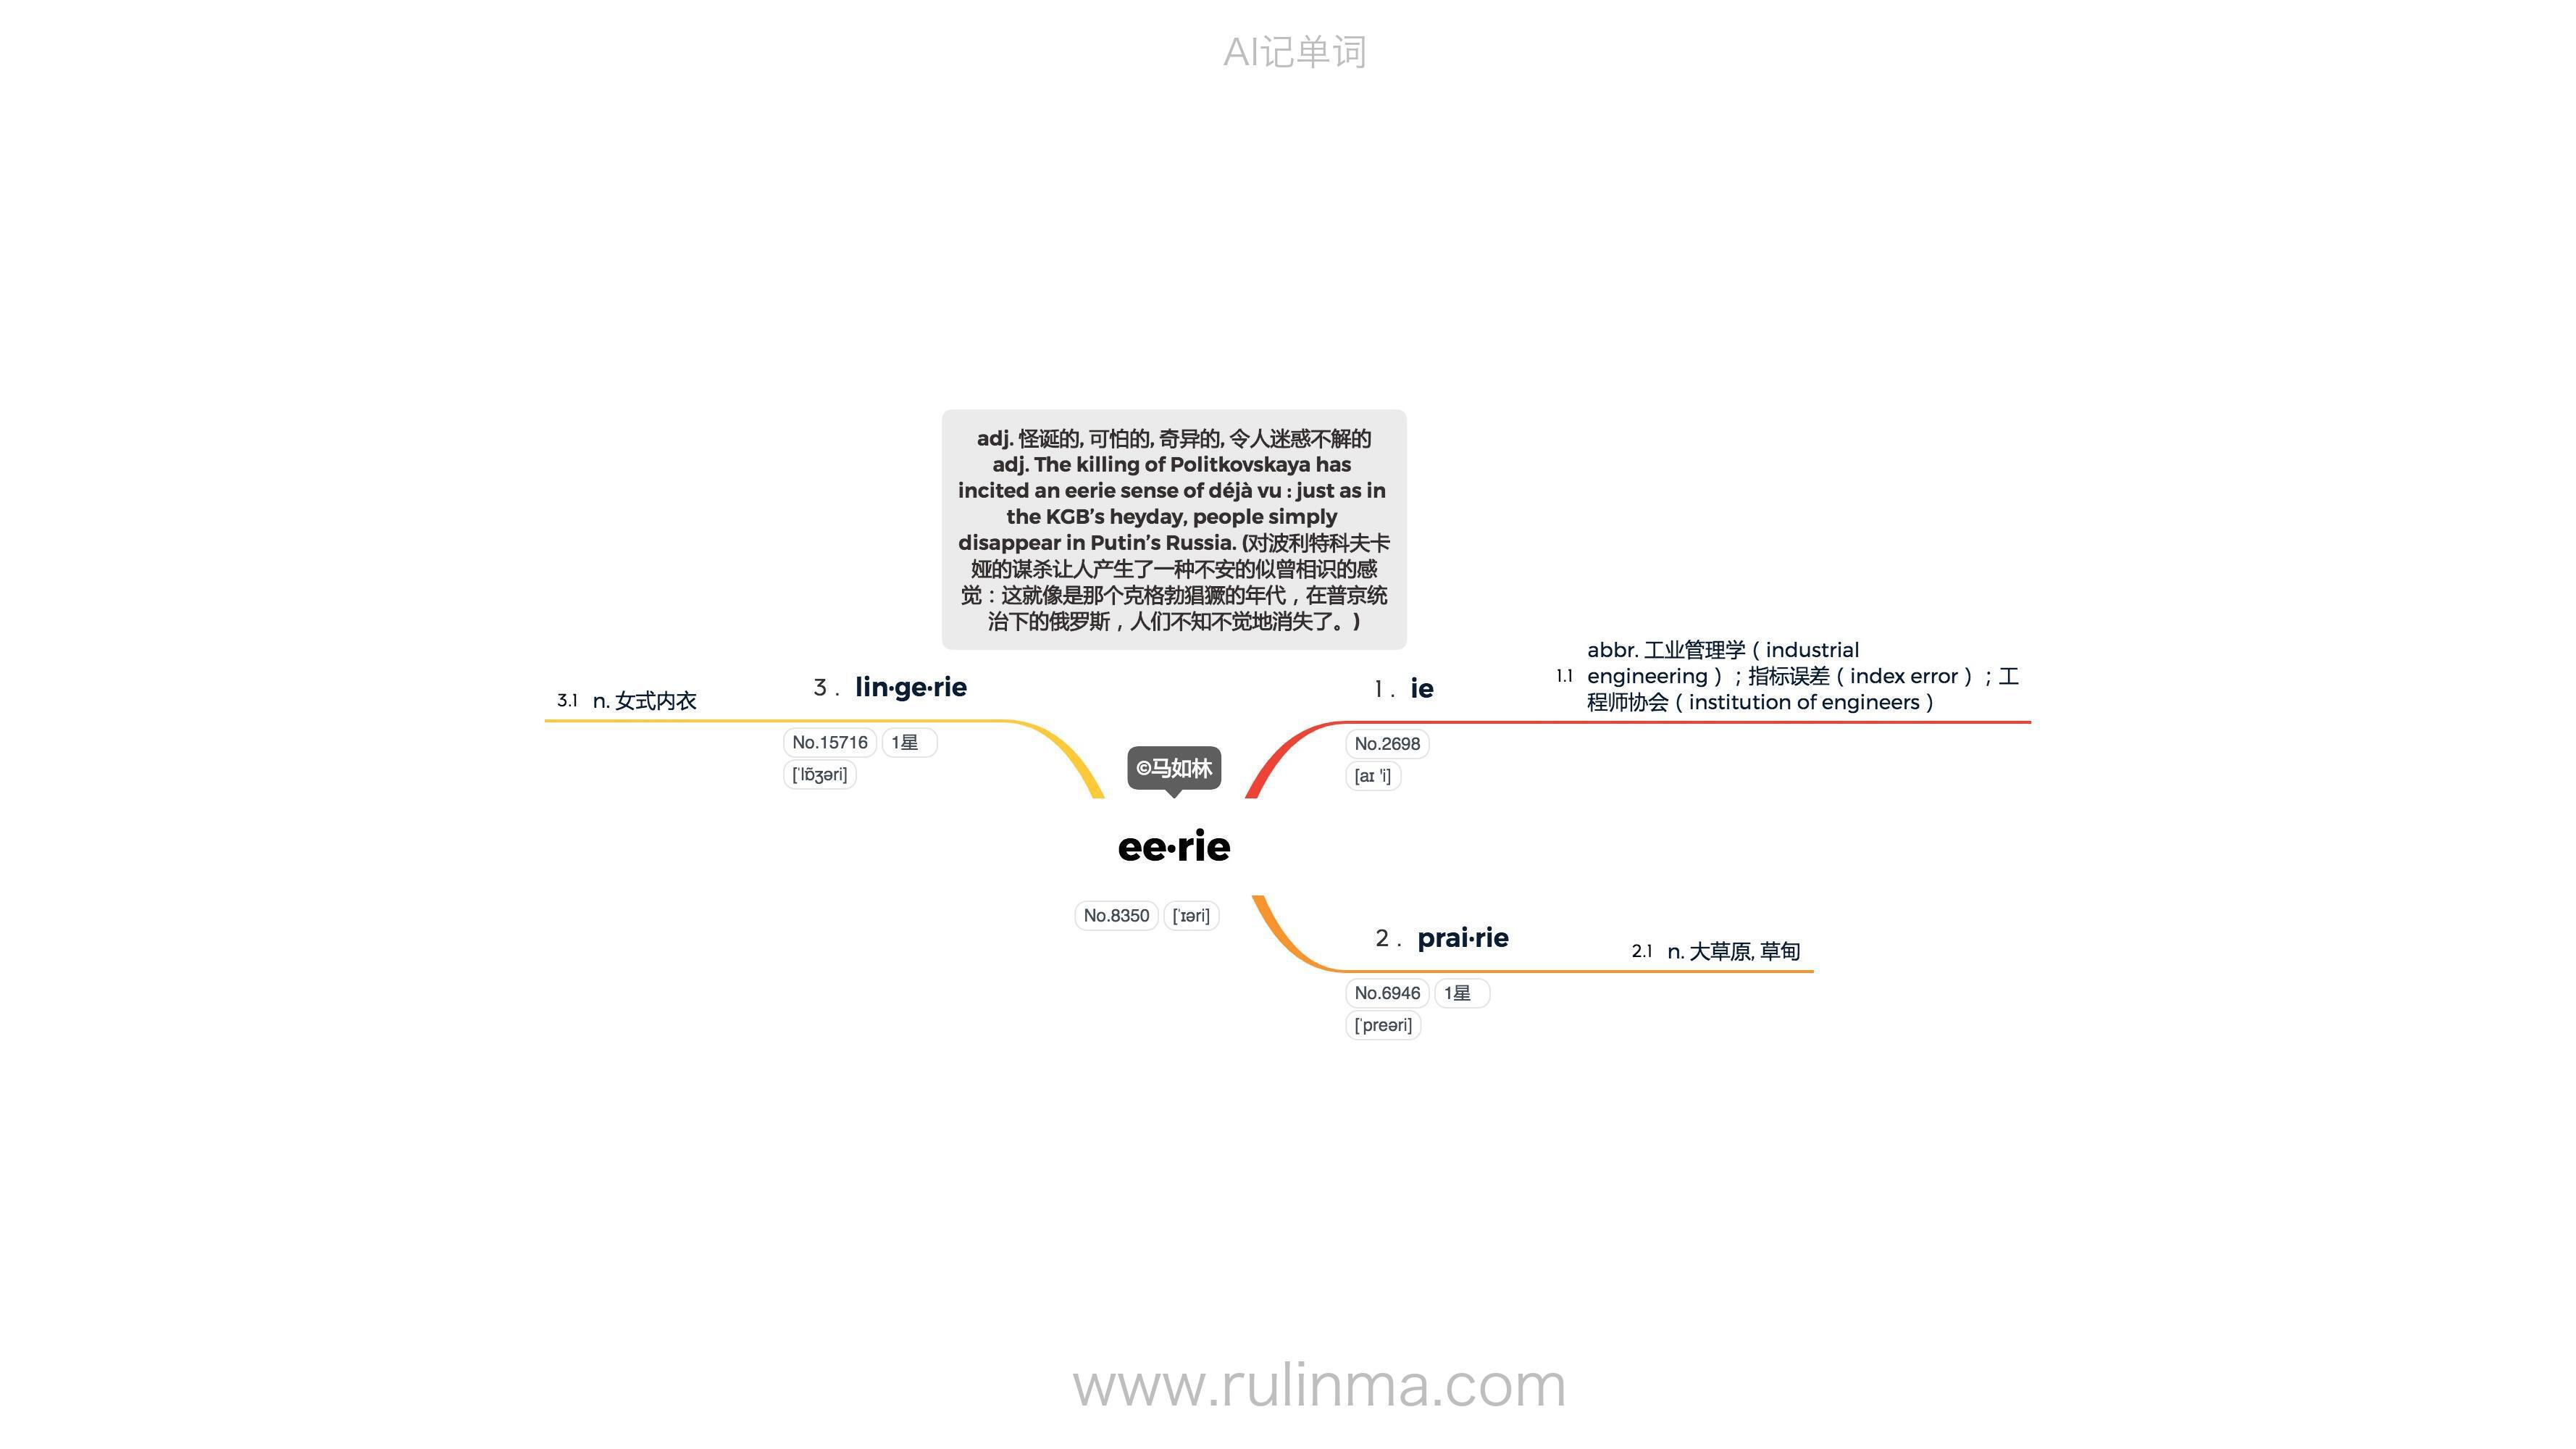 AI记单词
adj. 怪诞的, 可怕的, 奇异的, 令人迷惑不解的
adj. The killing of Politkovskaya has
incited an eerie sense of déjà vu : just as in
the KGB’s heyday, people simply
disappear in Putin’s Russia. (对波利特科夫卡
娅的谋杀让人产生了一种不安的似曾相识的感
觉：这就像是那个克格勃猖獗的年代，在普京统
治下的俄罗斯，人们不知不觉地消失了。)
©马如林
ee·rie
No.8350 [ˈɪəri]
1. ie
No.2698
[aɪ 'i]
1.1 abbr. 工业管理学（industrial
engineering）；指标误差（index error）；工
程师协会（institution of engineers）
2. prai·rie
No.6946 1星
[ˈpreəri]
2.1 n. 大草原, 草甸
3. lin·ge·rie
No.15716 1星
[ˈlɒ̃ʒəri]
3.1 n. 女式内衣
www.rulinma.com